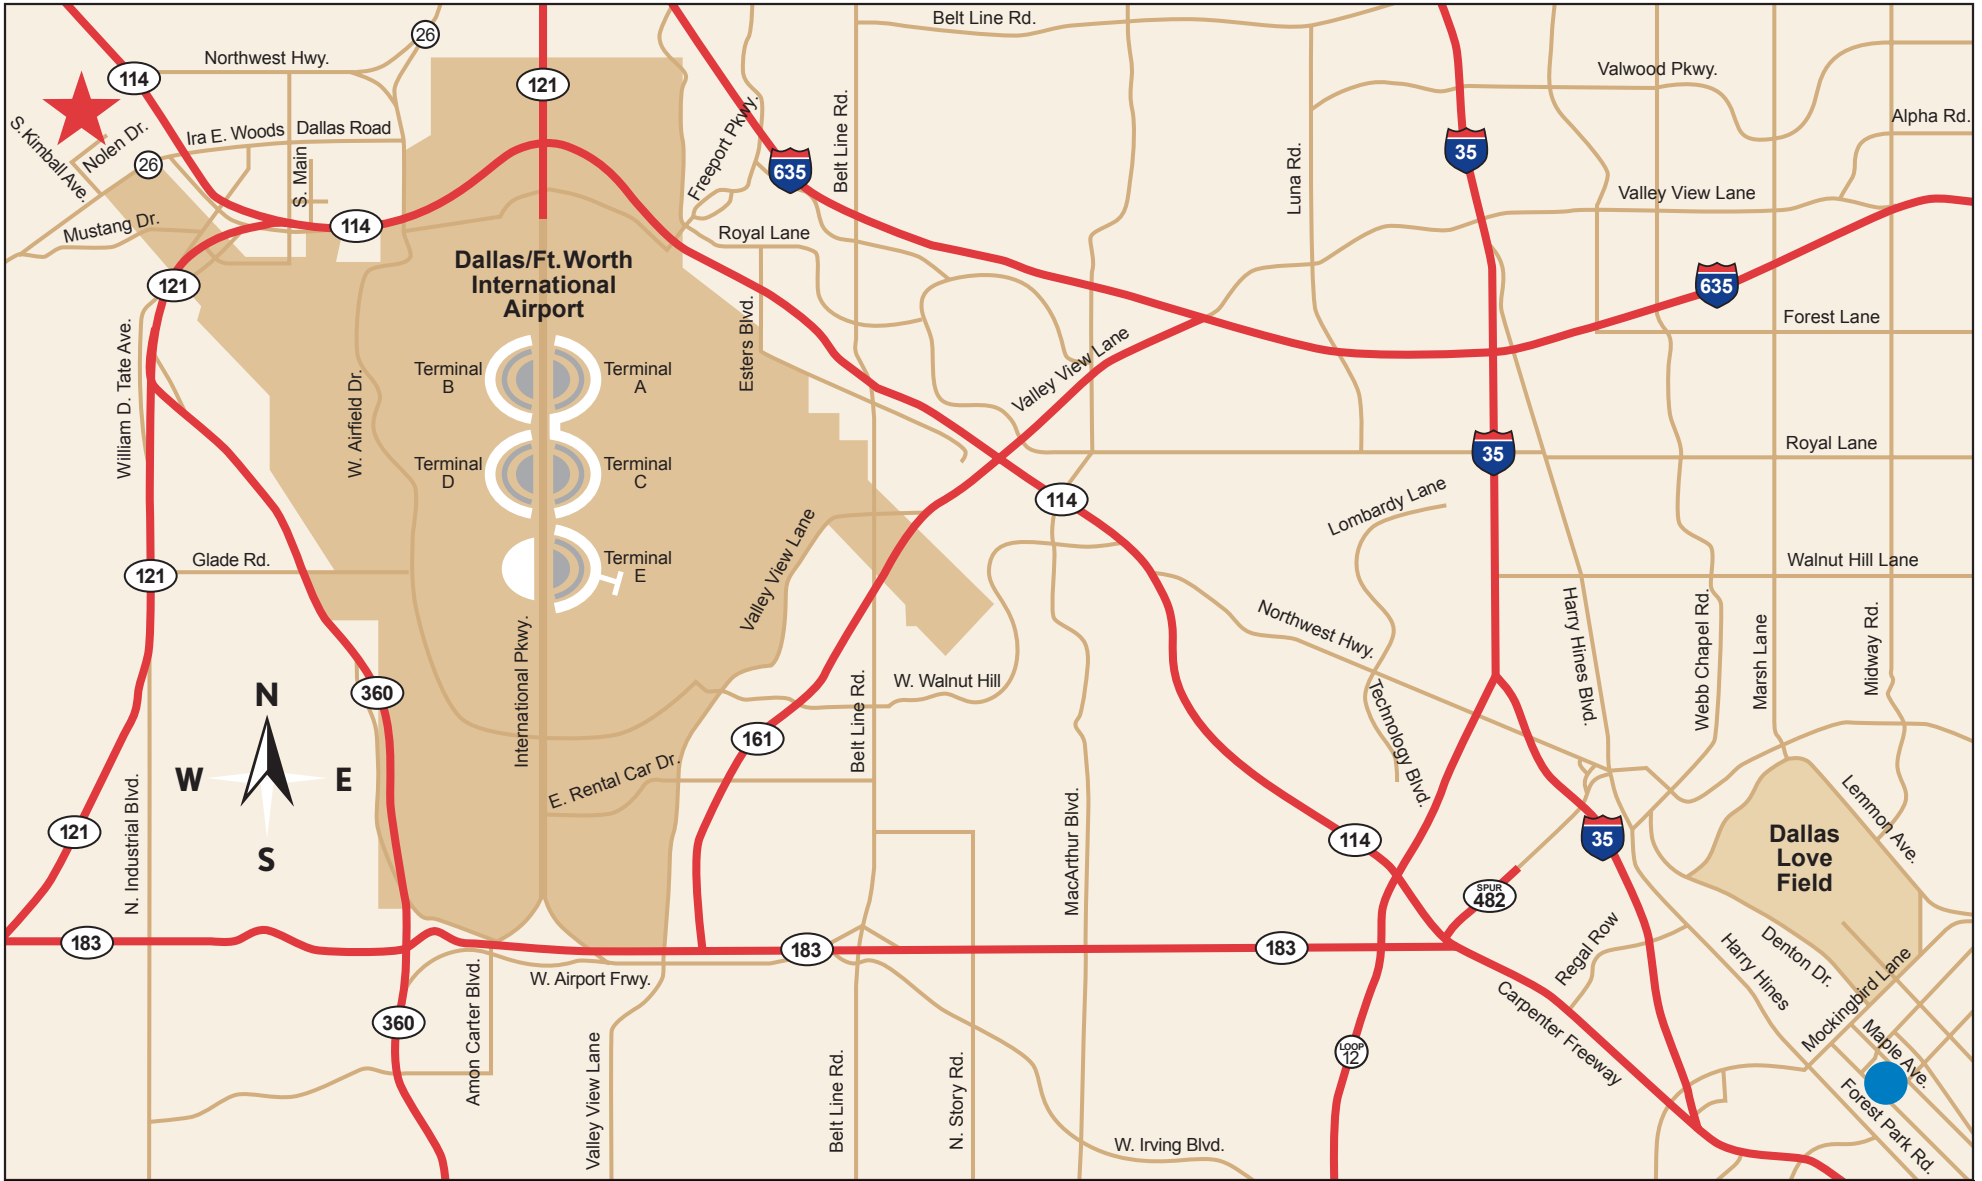 Belt Line Rd.
26
Northwest Hwy.
114
121
Valwood Pkwy.
Alpha Rd.
S. Kimball Ave.
Nolen Dr.
Ira E. Woods
Dallas Road
26
S. Main
Freeport Pkwy.
635
Belt Line Rd.
Luna Rd.
35
Valley View Lane
Mustang Dr.
114
Royal Lane
Dallas/Ft.Worth
International
Airport
121
635
William D. Tate Ave.
Esters Blvd.
Forest Lane
Terminal
B
Terminal
A
Valley View Lane
W. Airfield Dr.
Terminal
D
Terminal
C
35
Royal Lane
114
Lombardy Lane
121
Glade Rd.
Terminal
E
Valley View Lane
Walnut Hill Lane
Northwest Hwy.
Harry Hines Blvd.
Webb Chapel Rd.
Marsh Lane
Midway Rd.
360
International Pkwy.
W. Walnut Hill
Belt Line Rd.
Technology Blvd.
N
W
E
S
161
E. Rental Car Dr.
121
N. Industrial Blvd.
MacArthur Blvd.
114
35
Lemmon Ave.
Dallas
Love
Field
SPUR
482
183
183
183
Regal Row
Harry Hines
Denton Dr.
Mockingbird Lane
W. Airport Frwy.
Amon Carter Blvd.
360
Carpenter Freeway
Maple Ave.
LOOP
12
Valley View Lane
Belt Line Rd.
N. Story Rd.
W. Irving Blvd.
Forest Park Rd.